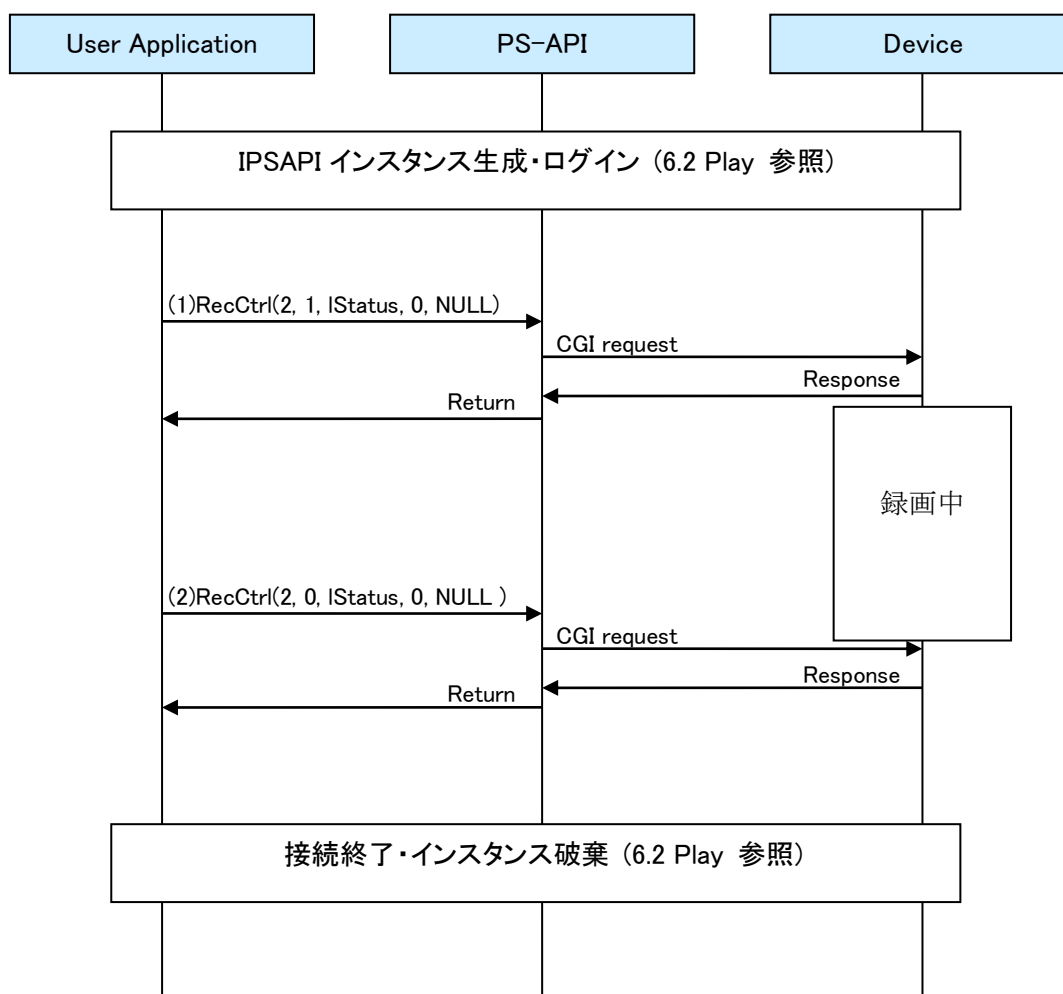 User Application
PS-API
Device
IPSAPI インスタンス生成・ログイン (6.2 Play 参照)
(1)RecCtrl(2, 1, lStatus, 0, NULL)
CGI request
Response
Return
録画中
(2)RecCtrl(2, 0, lStatus, 0, NULL )
CGI request
Response
Return
接続終了・インスタンス破棄 (6.2 Play 参照)